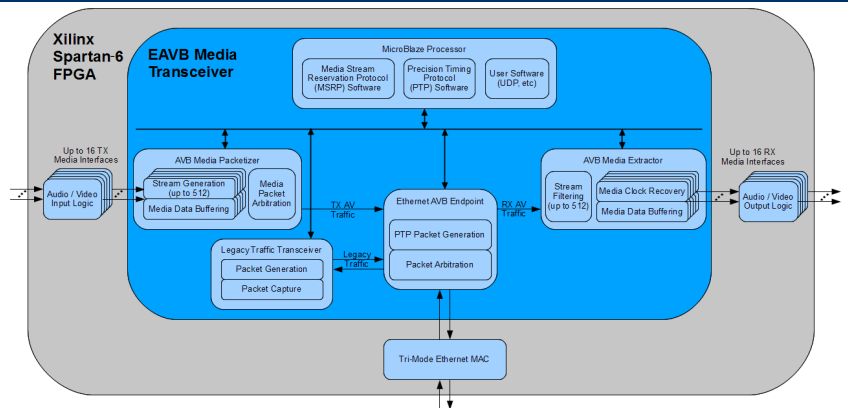 Xilinx
Spartan-6
FPGA
EAVB Media
Transceiver
MicroBlaze Processor
Media Stream
Reservation Protocol
(MSRP) Software
Precision Timing
Protocol
(PTP) Software
User Software
(UDP, etc)
Up to 16 TX
Media Interfaces
Audio / Video
Input Logic
AVB Media Packetizer
Stream Generation
(up to 512)
Media Data Buffering
Media
Packet
Arbitration
TX AV
Traffic
Legacy Traffic Transceiver
Packet Generation
Packet Capture
Legacy
Traffic
Ethernet AVB Endpoint
PTP Packet Generation
Packet Arbitration
RX AV
Traffic
AVB Media Extractor
Stream
Filtering
(up to 512)
Media Clock Recovery
Media Data Buffering
Up to 16 RX
Media Interfaces
Audio / Video
Output Logic
Tri-Mode Ethernet MAC